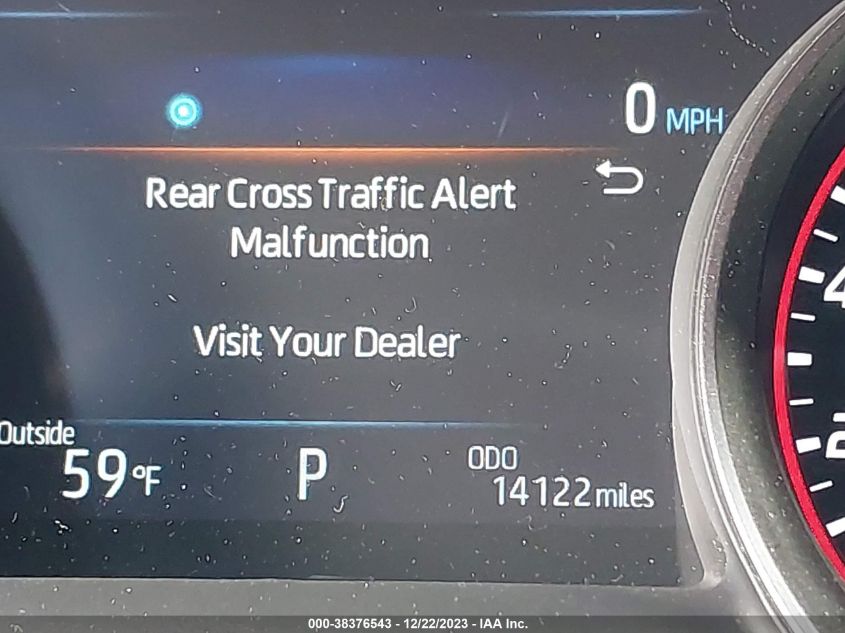 0 MPH
Rear Cross Traffic Alert
Malfunction
Visit Your Dealer
Outside
59°F
P
ODO
14122 miles
4
000-38376543 - 12/22/2023 - IAA Inc.